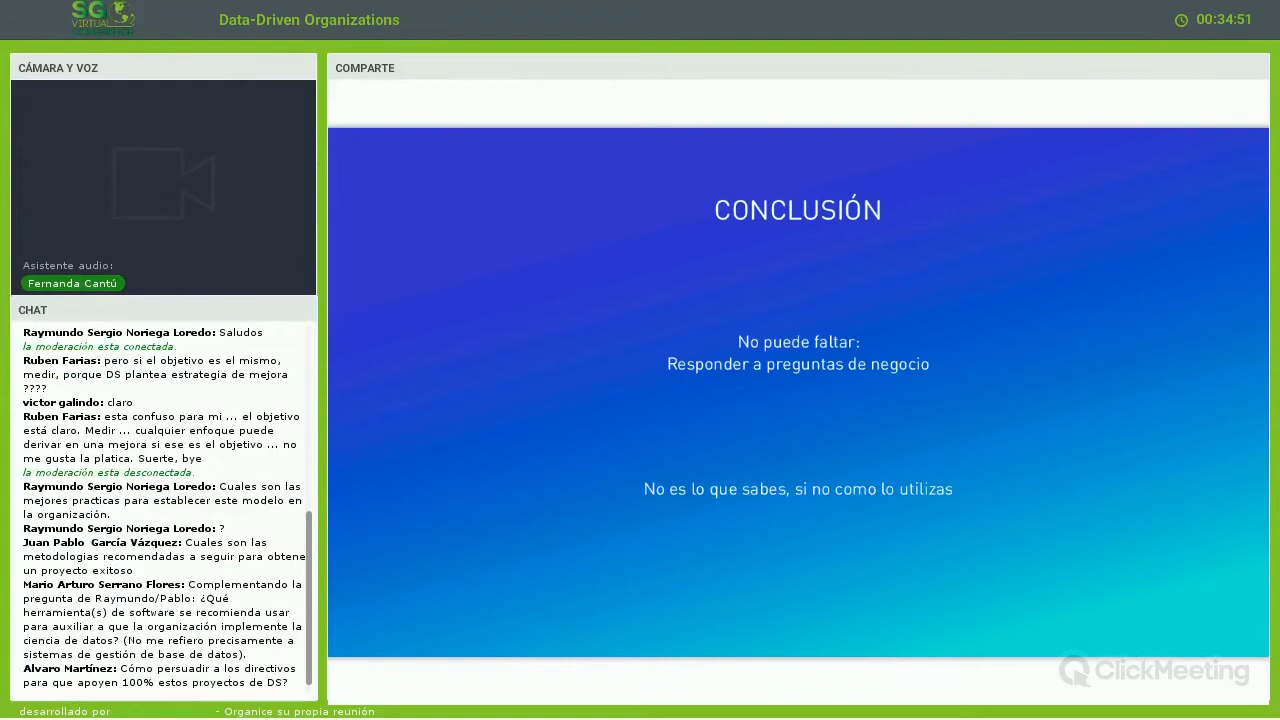 SG
VIRTUAL
Data-Driven Organizations
00:34:51
CÁMARA Y VOZ
Asistente audio:
Fernanda Cantú
CHAT
Raymundo Sergio Noriega Loredo: Saludos
la moderación esta conectada.
Ruben Farias: pero si el objetivo es el mismo,
medir, porque DS plantea estrategia de mejora
????
victor galindo: claro
Ruben Farias: esta confuso para mi ... el objetivo
está claro. Medir ... cualquier enfoque puede
derivar en una mejora si ese es el objetivo ... no
me gusta la platica. Suerte, bye
la moderación esta desconectada.
Raymundo Sergio Noriega Loredo: Cuales son las
mejores practicas para establecer este modelo en
la organización.
Raymundo Sergio Noriega Loredo: ?
Juan Pablo García Vázquez: Cuales son las
metodologias recomendadas a seguir para obtene
un proyecto exitoso
Mario Arturo Serrano Flores: Complementando la
pregunta de Raymundo/Pablo: ¿Qué
herramienta(s) de software se recomienda usar
para auxiliar a que la organización implemente la
ciencia de datos? (No me refiero precisamente a
sistemas de gestión de base de datos).
Alvaro Martínez: Cómo persuadir a los directivos
para que apoyen 100% estos proyectos de DS?
COMPARTE
CONCLUSIÓN
No puede faltar:
Responder a preguntas de negocio
No es lo que sabes, si no como lo utilizas
ClickMeeting
desarrollado por
- Organice su propia reunión